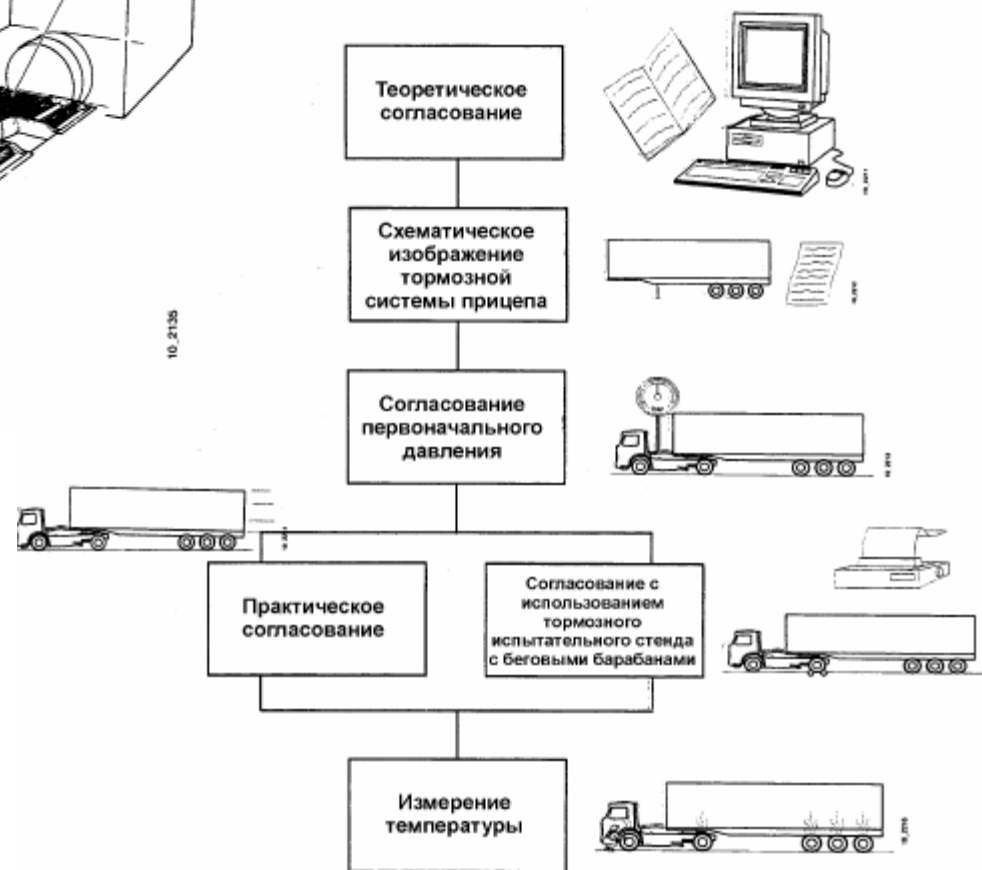 Теоретическое
согласование
Схематическое
изображение
тормозной
системы прицепа
10_2135
Согласование
первоначального
давления
Практическое
согласование
Согласование с
использованием
тормозного
испытательного стенда
с беговыми барабанами
Измерение
температуры